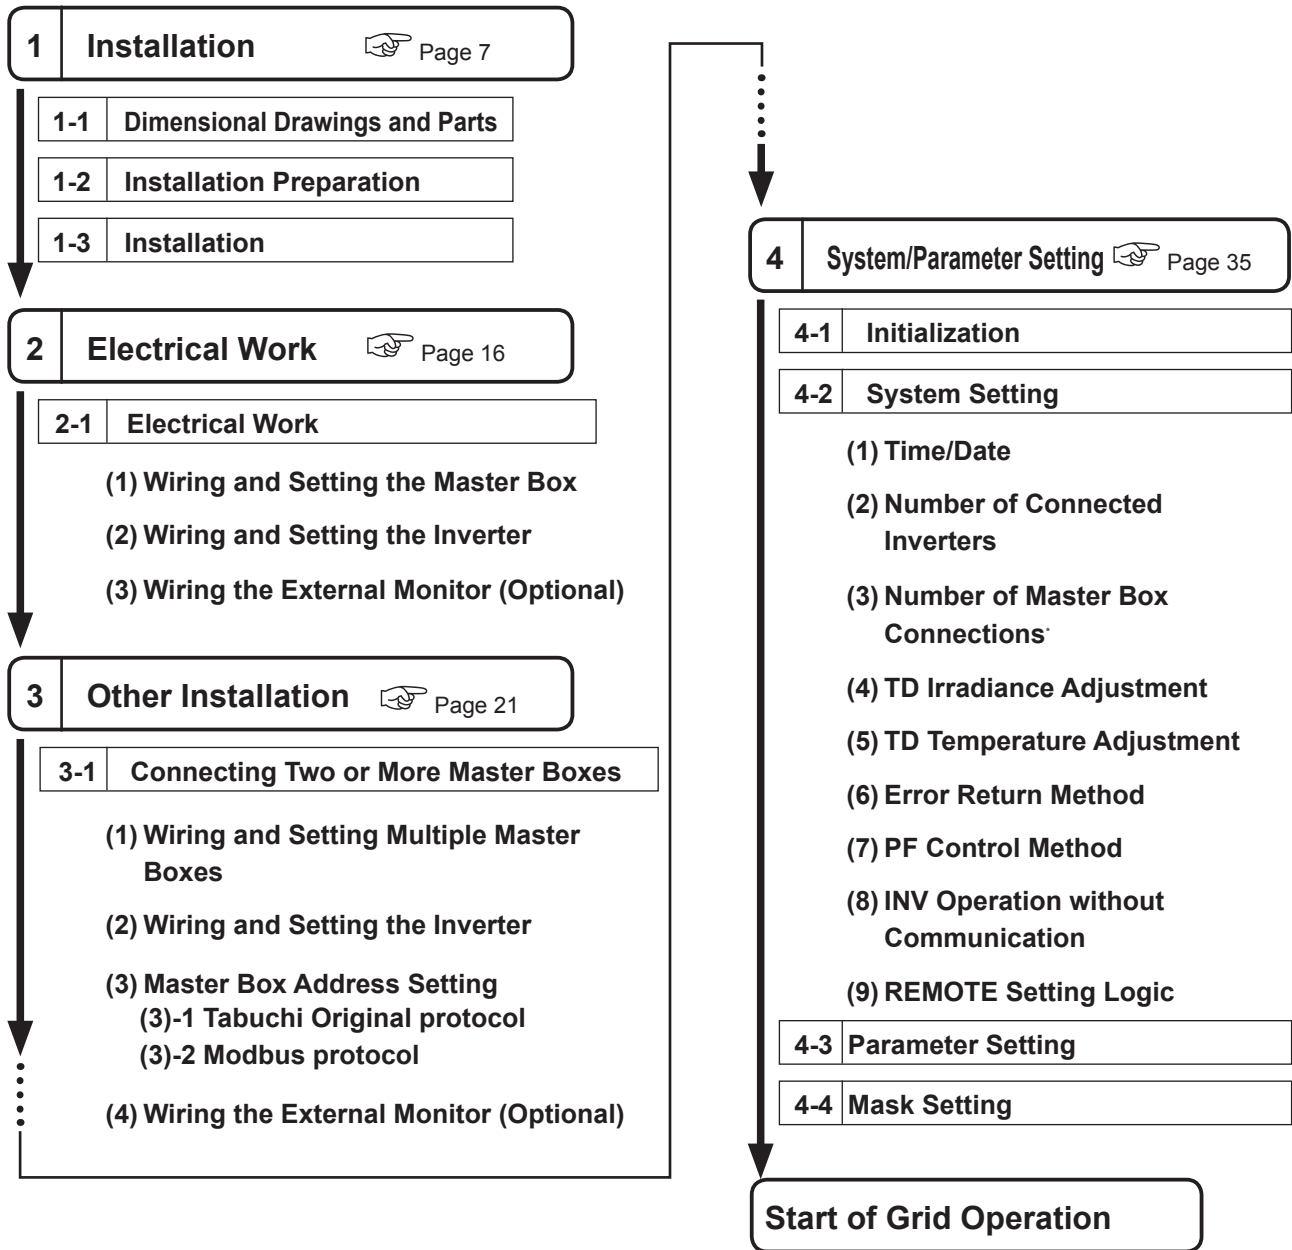 1 Installation Page 7
1-1 Dimensional Drawings and Parts
1-2 Installation Preparation
1-3 Installation
2 Electrical Work Page 16
2-1 Electrical Work
(1) Wiring and Setting the Master Box
(2) Wiring and Setting the Inverter
(3) Wiring the External Monitor (Optional)
3 Other Installation Page 21
3-1 Connecting Two or More Master Boxes
(1) Wiring and Setting Multiple Master
Boxes
(2) Wiring and Setting the Inverter
(3) Master Box Address Setting
(3)-1 Tabuchi Original protocol
(3)-2 Modbus protocol
(4) Wiring the External Monitor (Optional)
4 System/Parameter Setting Page 35
4-1 Initialization
4-2 System Setting
(1) Time/Date
(2) Number of Connected
Inverters
(3) Number of Master Box
Connections
(4) TD Irradiance Adjustment
(5) TD Temperature Adjustment
(6) Error Return Method
(7) PF Control Method
(8) INV Operation without
Communication
(9) REMOTE Setting Logic
4-3 Parameter Setting
4-4 Mask Setting
Start of Grid Operation